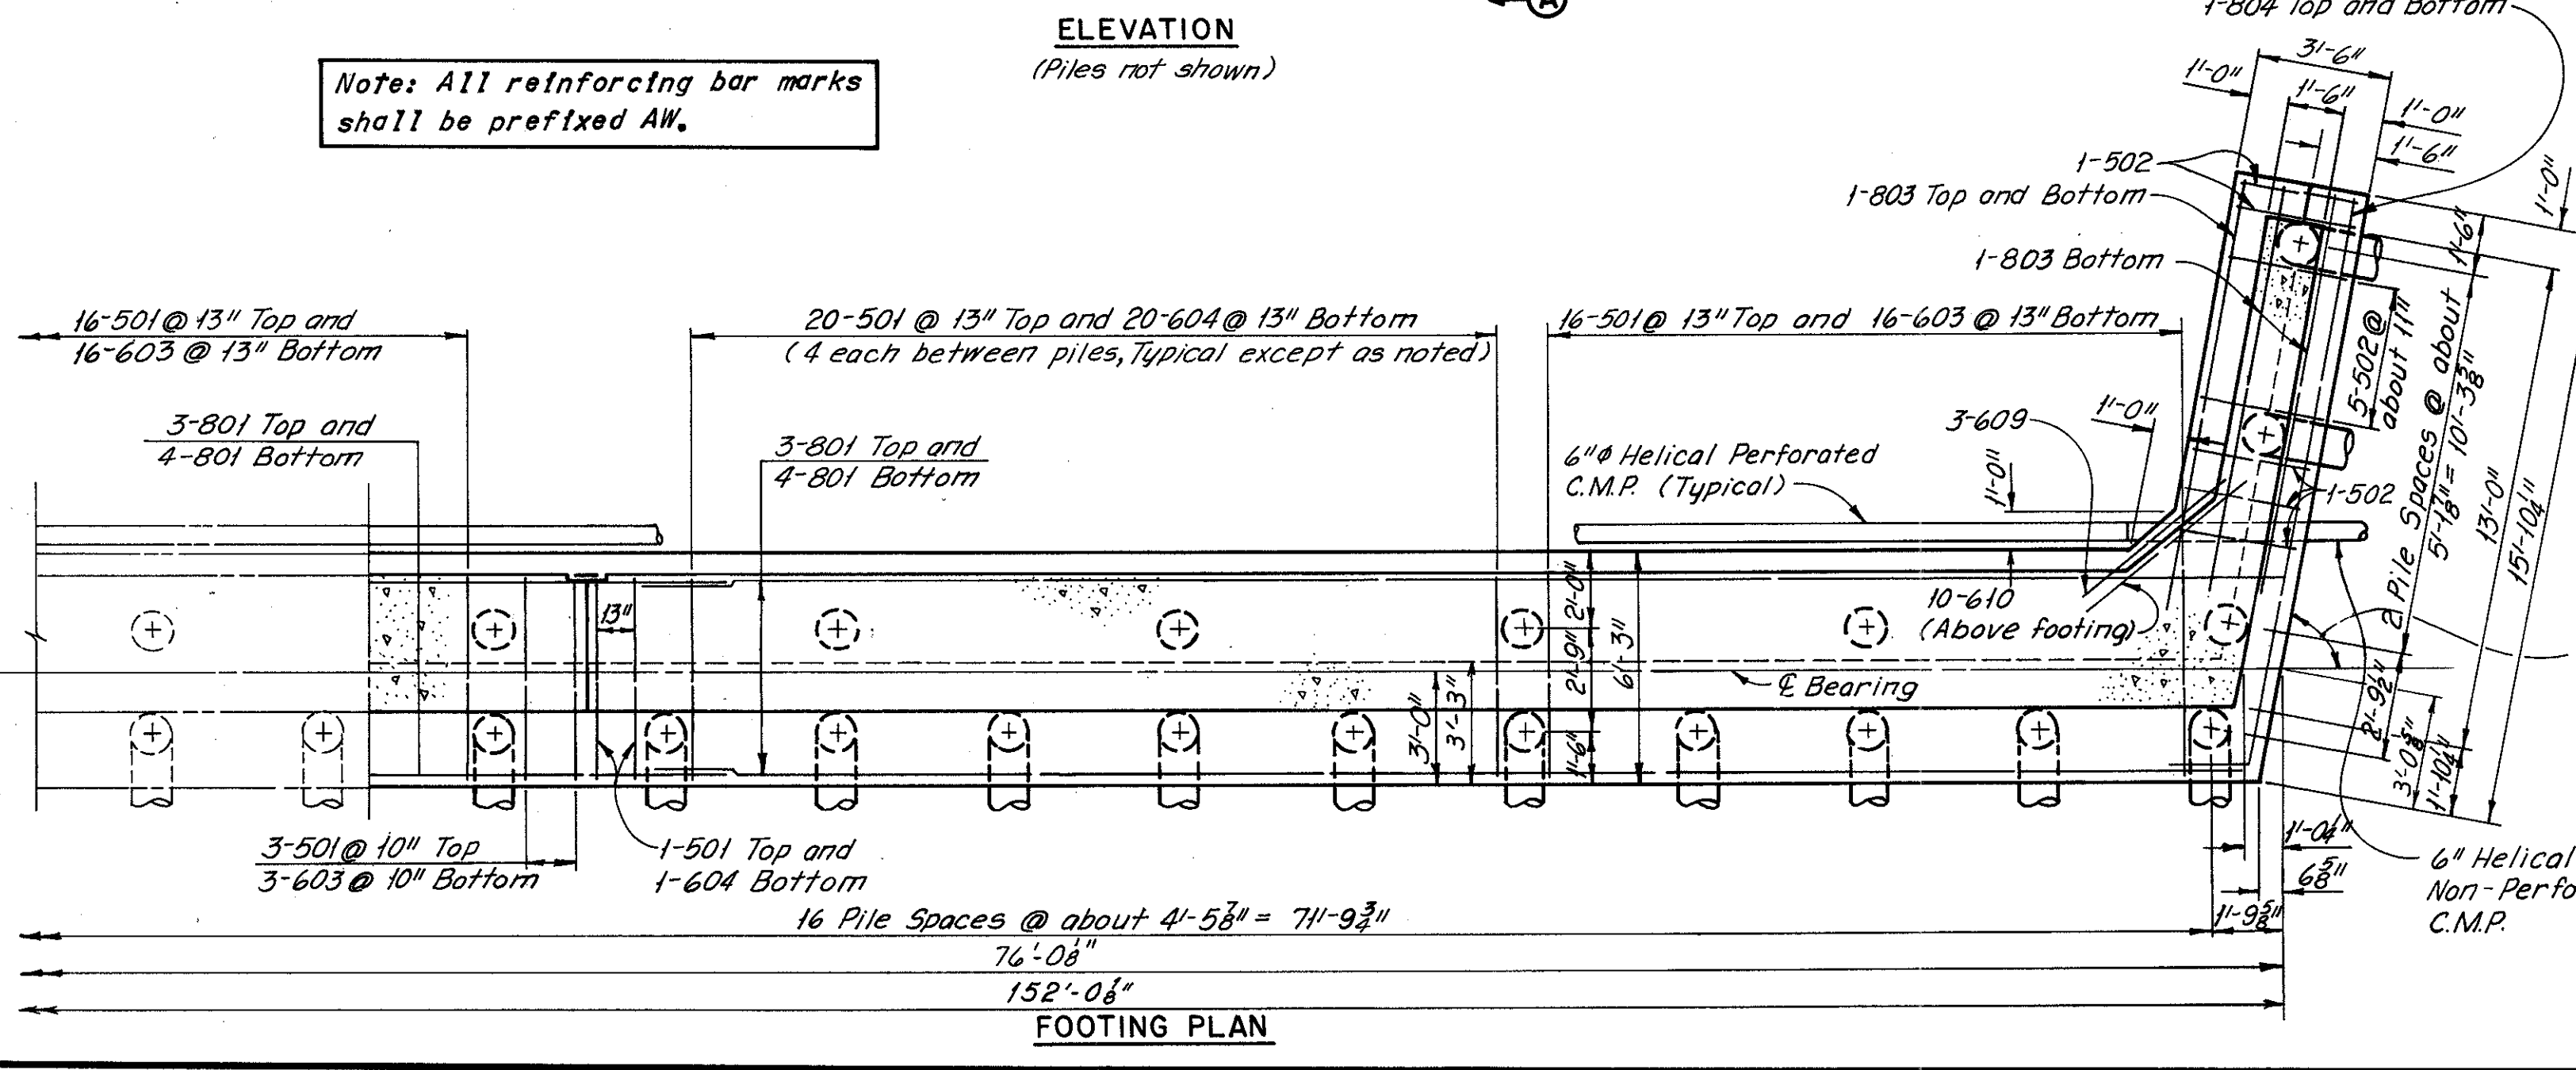 A
1-804 Top and Bottom
ELEVATION
(Piles not shown)
Note: All reinforcing bar marks
shall be prefixed AW.
3'-6"
1'-0"
1'-6"
1'-0"
1'-6"
1'-0"
1-502
1-803 Top and Bottom
1-803 Bottom
1'-6"
16-501 @ 13" Top and
16-603 @ 13" Bottom
20-501 @ 13" Top and 20-604 @ 13" Bottom
(4 each between piles, Typical except as noted)
16-501 @ 13" Top and 16-603 @ 13" Bottom
5-502 @
about 11"
2 Pile Spaces @ about
5'-1 7/8" = 10'-3 5/8"
13'-0"
15'-10 1/4"
3-801 Top and
4-801 Bottom
3-801 Top and
4-801 Bottom
6"ϕ Helical Perforated
C.M.P. (Typical)
3-609
1'-0"
1'-0"
1-502
13"
2'-0"
2'-9"
6'-3"
10-610
(Above footing)
℄ Bearing
3'-0"
3'-3"
1'-6"
2'-9 1/2"
3'-0 5/8"
1'-10 1/4"
3-501 @ 10" Top
3-603 @ 10" Bottom
1-501 Top and
1-604 Bottom
1'-0 1/4"
6 5/8"
1'-9 5/8"
6" Helical
Non-Perfo
C.M.P.
16 Pile Spaces @ about 4'-5 7/8" = 71'-9 3/4"
76'-0 1/8"
152'-0 1/8"
FOOTING PLAN